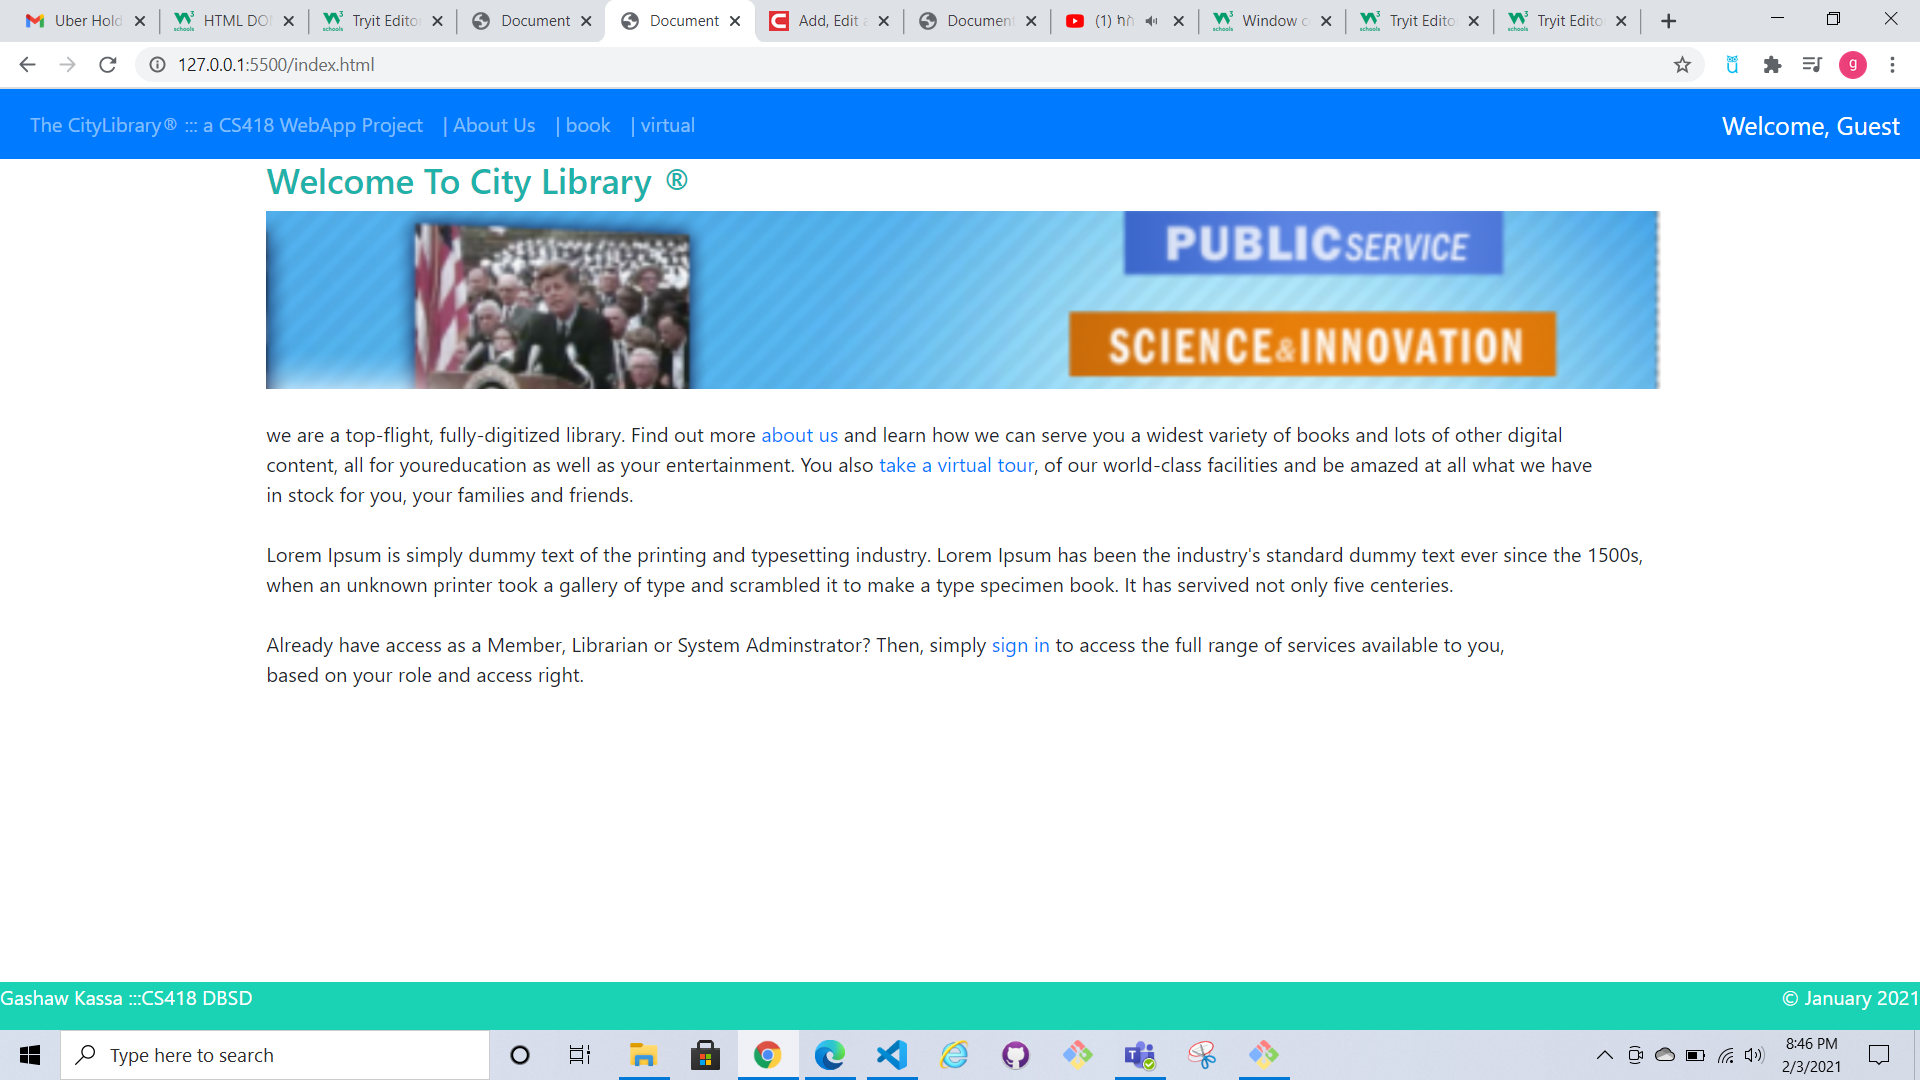 Uber Hold
HTML DO
Tryit Edito
Document
Document
Add, Edit a
Document
(1) ካሰ
Window c
Tryit Edito
Tryit Edito
127.0.0.1:5500/index.html
g
The CityLibrary® ::: a CS418 WebApp Project | About Us | book | virtual
Welcome, Guest
Welcome To City Library ®
PUBLIC SERVICE
SCIENCE & INNOVATION
we are a top-flight, fully-digitized library. Find out more about us and learn how we can serve you a widest variety of books and lots of other digital
content, all for youreducation as well as your entertainment. You also take a virtual tour, of our world-class facilities and be amazed at all what we have
in stock for you, your families and friends.
Lorem Ipsum is simply dummy text of the printing and typesetting industry. Lorem Ipsum has been the industry's standard dummy text ever since the 1500s,
when an unknown printer took a gallery of type and scrambled it to make a type specimen book. It has servived not only five centeries.
Already have access as a Member, Librarian or System Adminstrator? Then, simply sign in to access the full range of services available to you,
based on your role and access right.
Gashaw Kassa :::CS418 DBSD
© January 2021
Type here to search
8:46 PM
2/3/2021